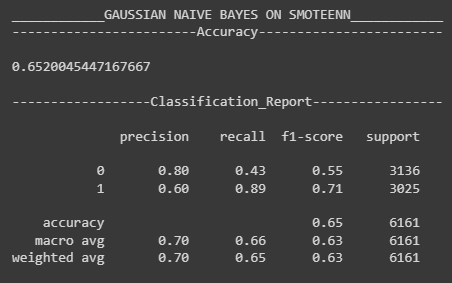 ____________GAUSSIAN NAIVE BAYES ON SMOTEENN____________
------------------------Accuracy------------------------
0.6520045447167667
------------------Classification_Report-----------------
precision recall f1-score support
0 0.80 0.43 0.55 3136
1 0.60 0.89 0.71 3025
accuracy 0.65 6161
macro avg 0.70 0.66 0.63 6161
weighted avg 0.70 0.65 0.63 6161